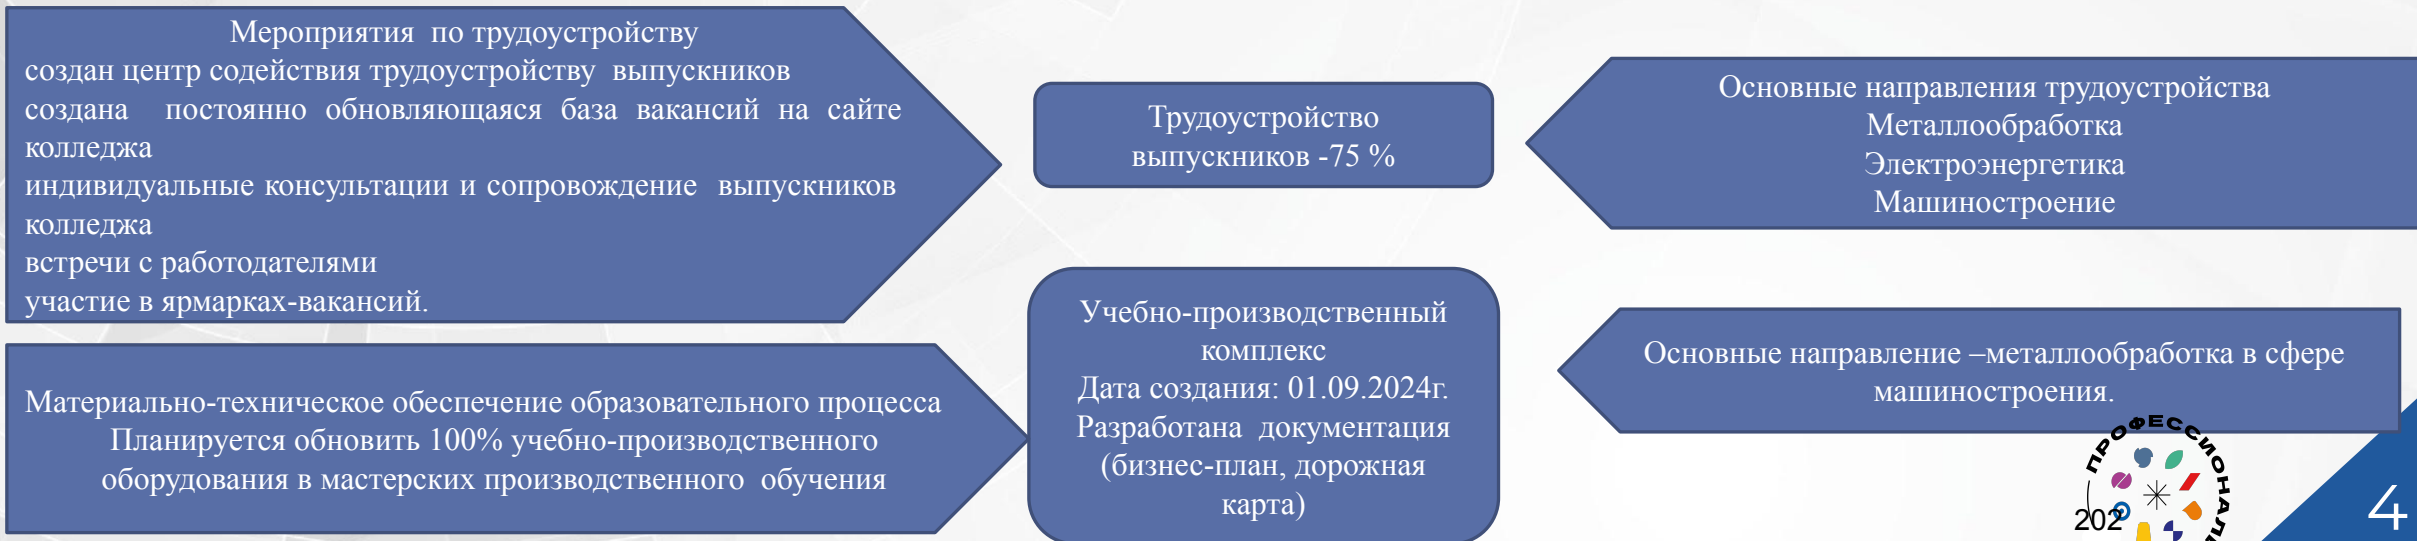 Мероприятия по трудоустройству
создан центр содействия трудоустройству выпускников
создана постоянно обновляющаяся база вакансий на сайте
колледжа
индивидуальные консультации и сопровождение выпускников
колледжа
встречи с работодателями
участие в ярмарках-вакансий.
Трудоустройство
выпускников -75 %
Основные направления трудоустройства
Металлообработка
Электроэнергетика
Машиностроение
Материально-техническое обеспечение образовательного процесса
Планируется обновить 100% учебно-производственного
оборудования в мастерских производственного обучения
Учебно-производственный
комплекс
Дата создания: 01.09.2024г.
Разработана документация
(бизнес-план, дорожная
карта)
Основные направление –металлообработка в сфере
машиностроения.
202
4